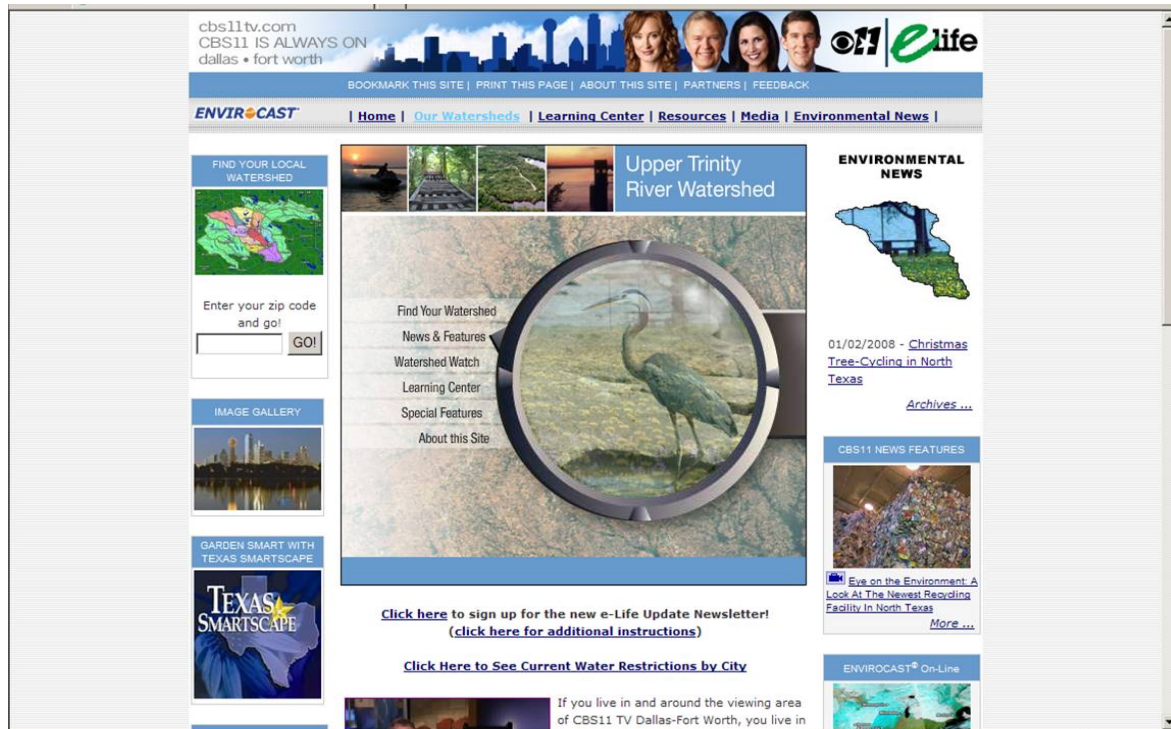 cbs11tv.com
CBS11 IS ALWAYS ON
dallas • fort worth
11 elife
BOOKMARK THIS SITE | PRINT THIS PAGE | ABOUT THIS SITE | PARTNERS | FEEDBACK
ENVIROCAST
| Home | Our Watersheds | Learning Center | Resources | Media | Environmental News |
FIND YOUR LOCAL
WATERSHED
Enter your zip code
and go!
GO!
IMAGE GALLERY
GARDEN SMART WITH
TEXAS SMARTSCAPE
TEXAS
SMARTSCAPE
Upper Trinity
River Watershed
Find Your Watershed
News & Features
Watershed Watch
Learning Center
Special Features
About this Site
Click here to sign up for the new e-Life Update Newsletter!
(click here for additional instructions)
Click Here to See Current Water Restrictions by City
If you live in and around the viewing area
of CBS11 TV Dallas-Fort Worth, you live in
ENVIRONMENTAL
NEWS
01/02/2008 - Christmas
Tree-Cycling in North
Texas
Archives ...
CBS11 NEWS FEATURES
Eye on the Environment: A
Look At The Newest Recycling
Facility In North Texas
More ...
ENVIROCAST® On-Line